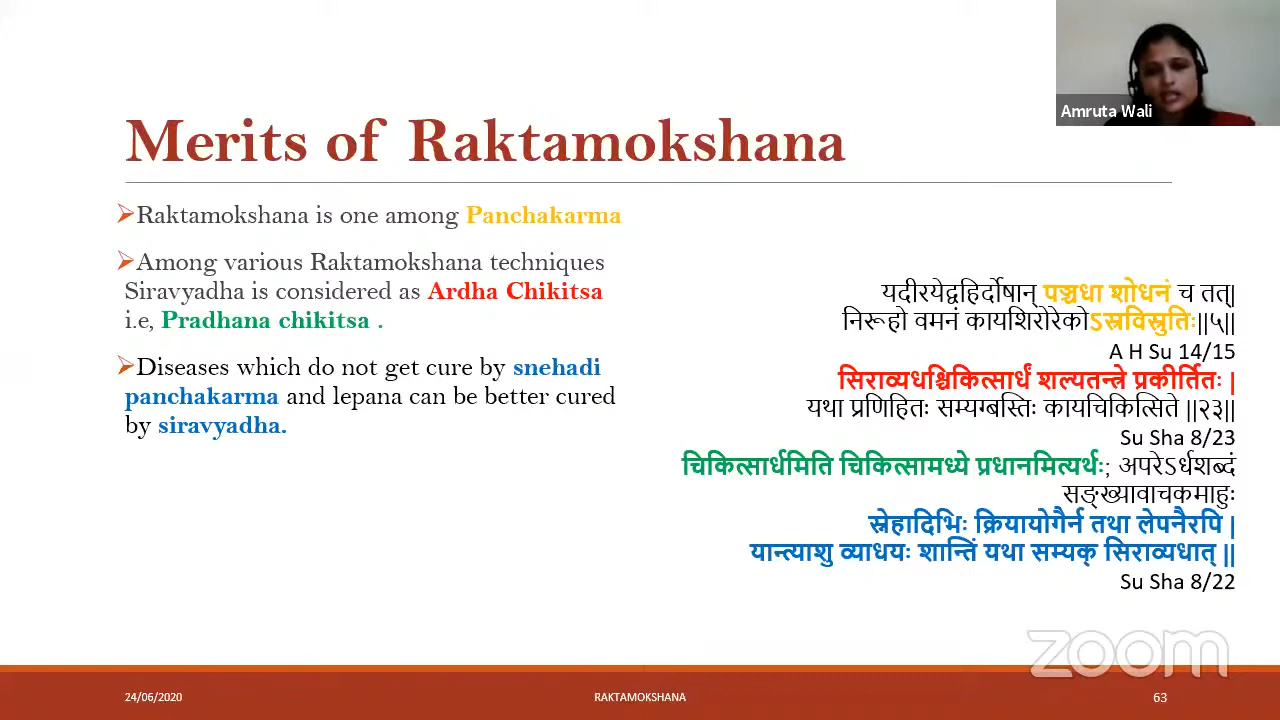 Amruta Wali
Merits of Raktamokshana
➢Raktamokshana is one among Panchakarma
➢Among various Raktamokshana techniques
Siravyadha is considered as Ardha Chikitsa
i.e, Pradhana chikitsa .
➢Diseases which do not get cure by snehadi
panchakarma and lepana can be better cured
by siravyadha.
यदीरयेद्वहिर्दोषान् पञ्चधा शोधनं च तत्|
निरूहो वमनं कायशिरोरेकोऽस्रविस्रुतिः||५||
A H Su 14/15
सिराव्यधश्चिकित्सार्धं शल्यतन्त्रे प्रकीर्तितः |
यथा प्रणिहितः सम्यग्बस्तिः कायचिकित्सिते ||२३||
Su Sha 8/23
चिकित्सार्धमिति चिकित्सामध्ये प्रधानमित्यर्थः; अपरेऽर्धशब्दं
सङ्ख्यावाचकमाहुः
स्नेहादिभिः क्रियायोगैर्न तथा लेपनैरपि |
यान्त्याशु व्याधयः शान्तिं यथा सम्यक् सिराव्यधात् ||
Su Sha 8/22
zoom
24/06/2020
RAKTAMOKSHANA
63